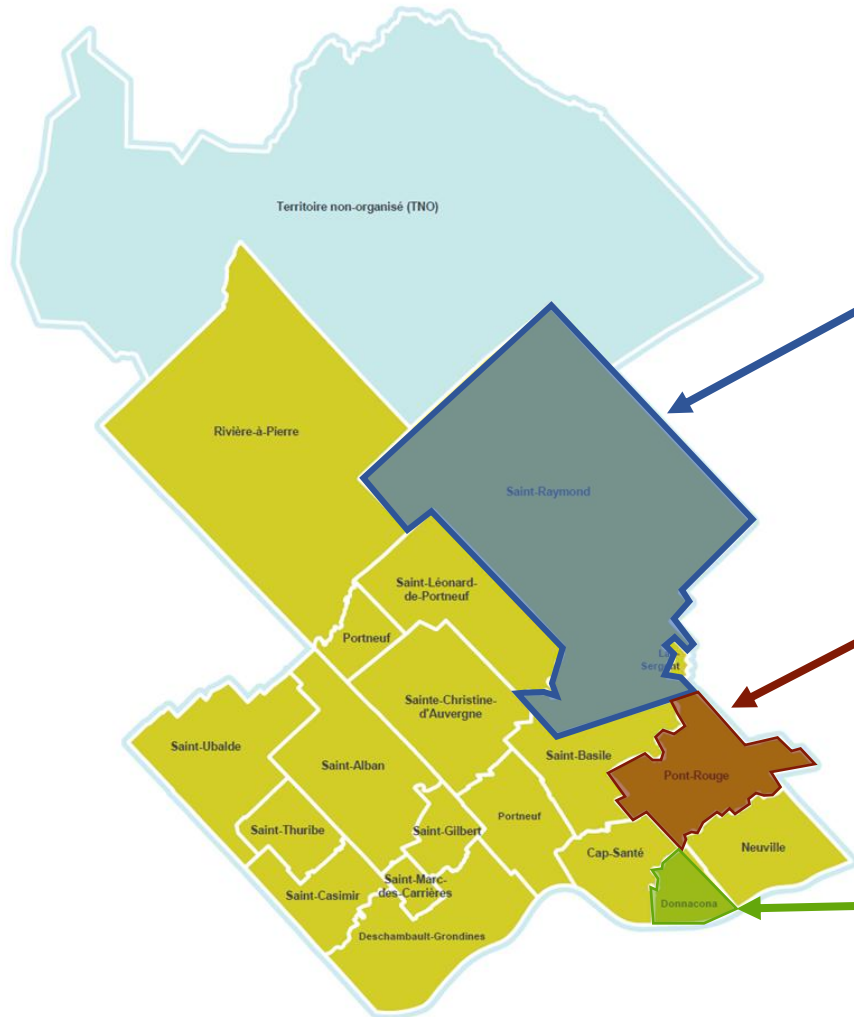 Territoire non-organisé (TNO)
Rivière-à-Pierre
Saint-Raymond
Saint-Léonard-
de-Portneuf
Portneuf
Lac
Sergent
Sainte-Christine-
d'Auvergne
Saint-Ubalde
Saint-Alban
Saint-Basile
Pont-Rouge
Saint-Thuribe
Saint-Gilbert
Portneuf
Cap-Santé
Neuville
Saint-Marc-
des-Carrières
Saint-Casimir
Donnacona
Deschambault-Grondines